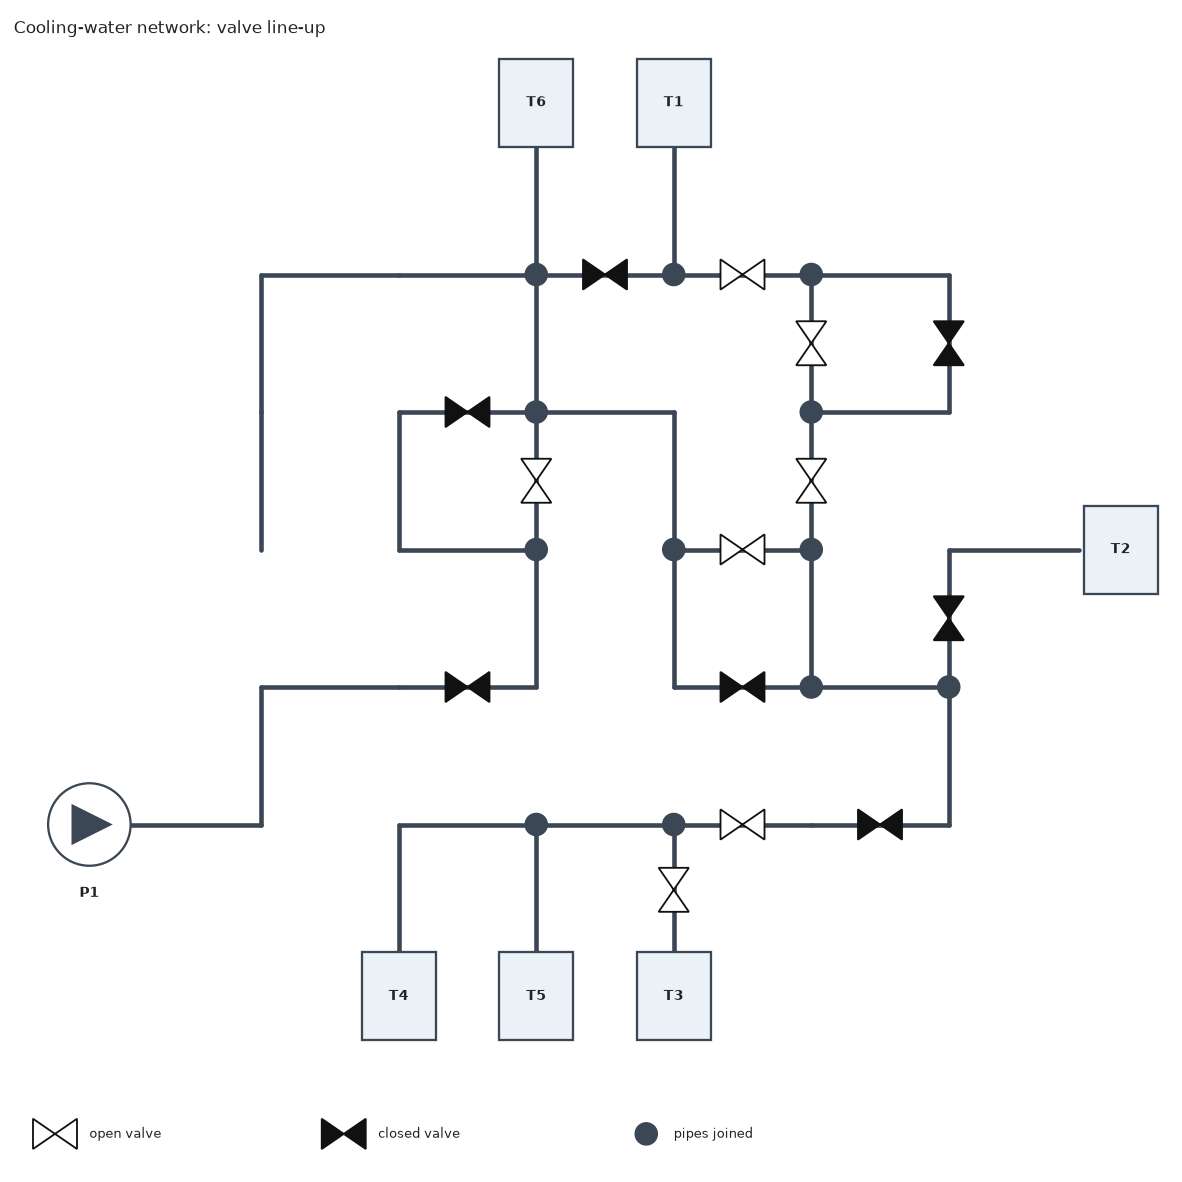 Cooling-water network: valve line-up
T6
T1
T2
P1
T4
T5
T3
open valve
closed valve
pipes joined